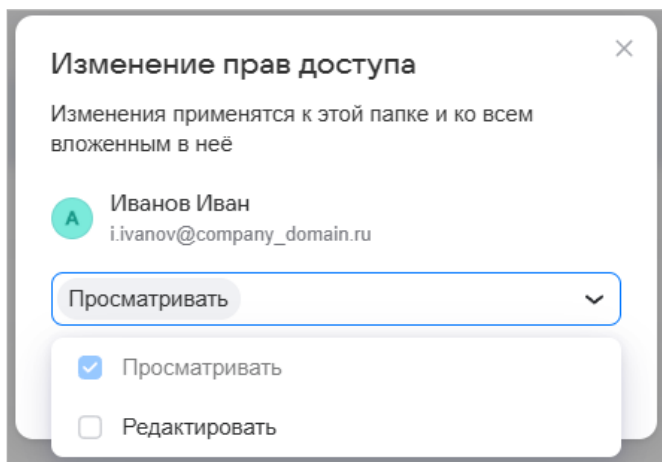 Изменение прав доступа
Изменения применятся к этой папке и ко всем
вложенным в неё
А
Иванов Иван
i.ivanov@company_domain.ru
Просматривать
Просматривать
Редактировать